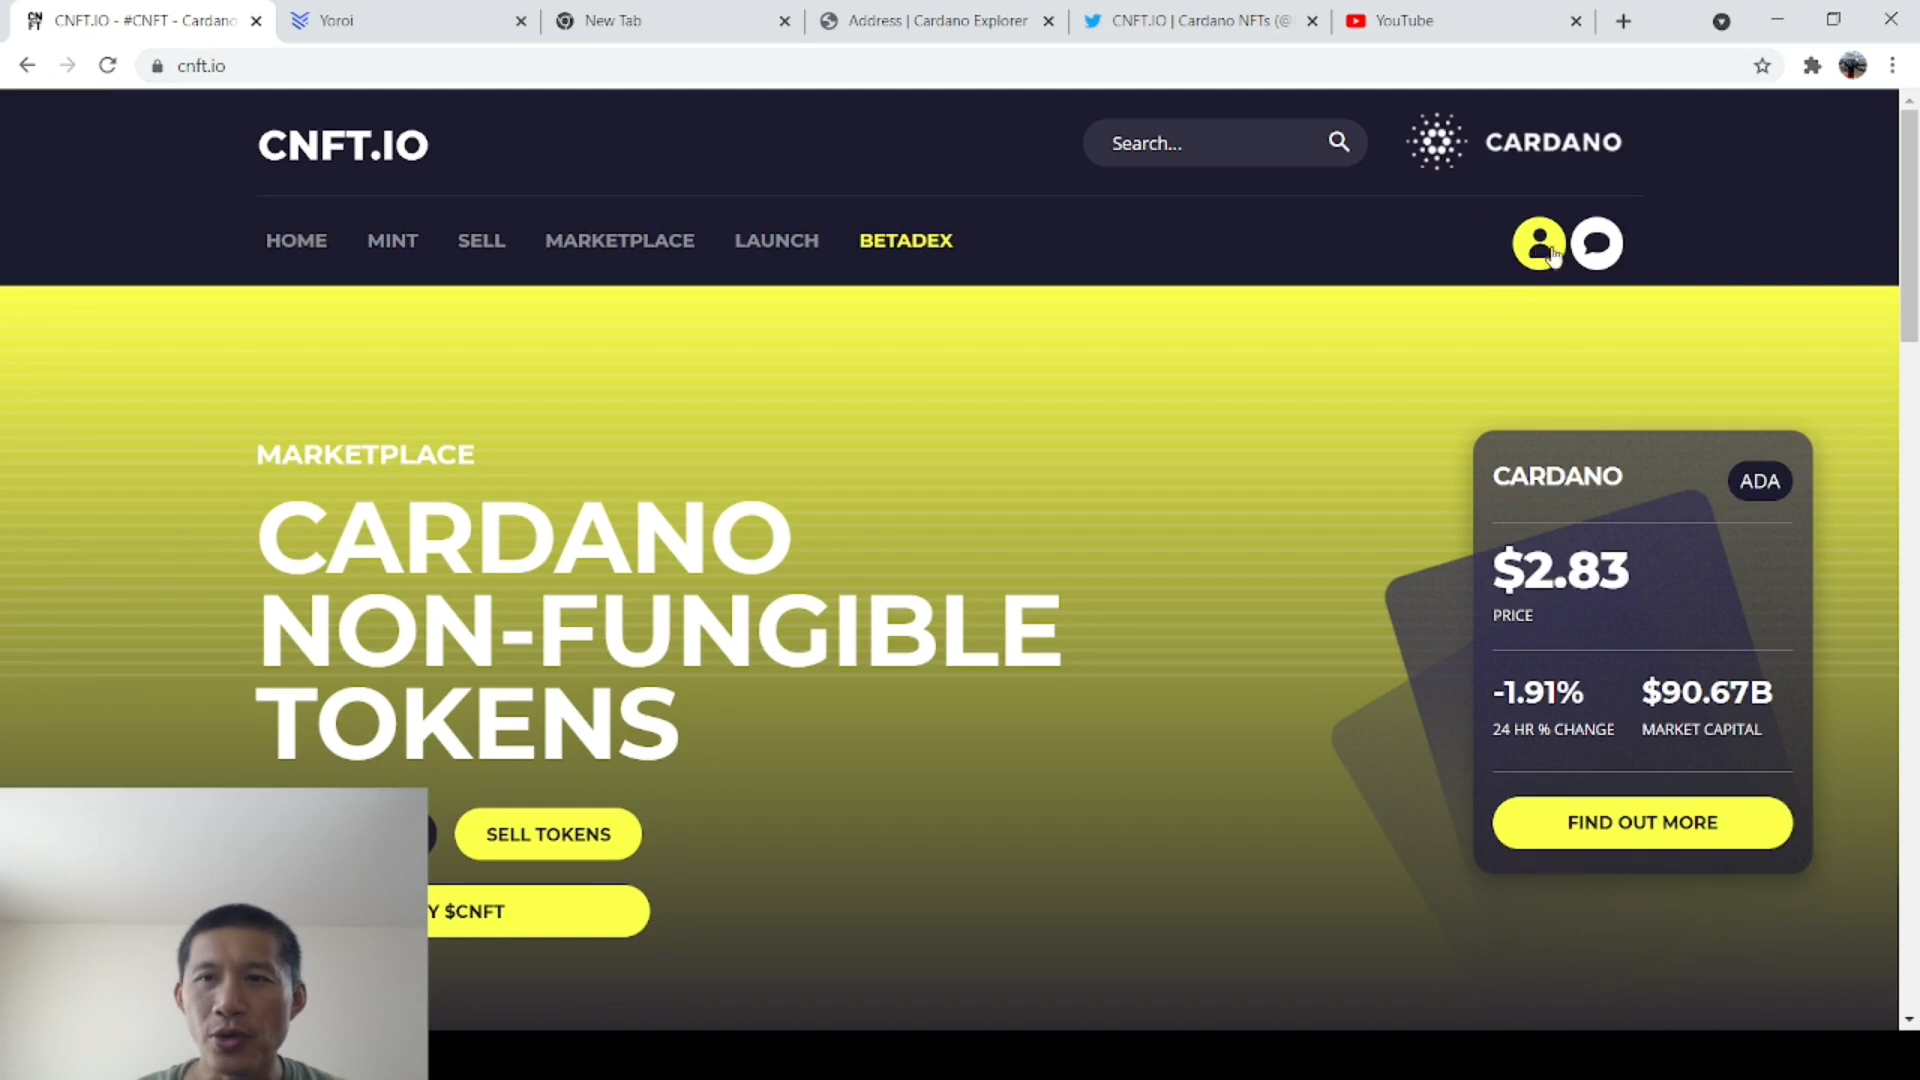 CNFT.IO - #CNFT - Cardano
Yoroi
New Tab
Address | Cardano Explorer
CNFT.IO | Cardano NFTs (@
YouTube
cnft.io
CNFT.IO
Search...
CARDANO
HOME
MINT
SELL
MARKETPLACE
LAUNCH
BETADEX
MARKETPLACE
CARDANO
NON-FUNGIBLE
TOKENS
SELL TOKENS
Y $CNFT
CARDANO
ADA
$2.83
PRICE
-1.91%
$90.67B
24 HR % CHANGE
MARKET CAPITAL
FIND OUT MORE